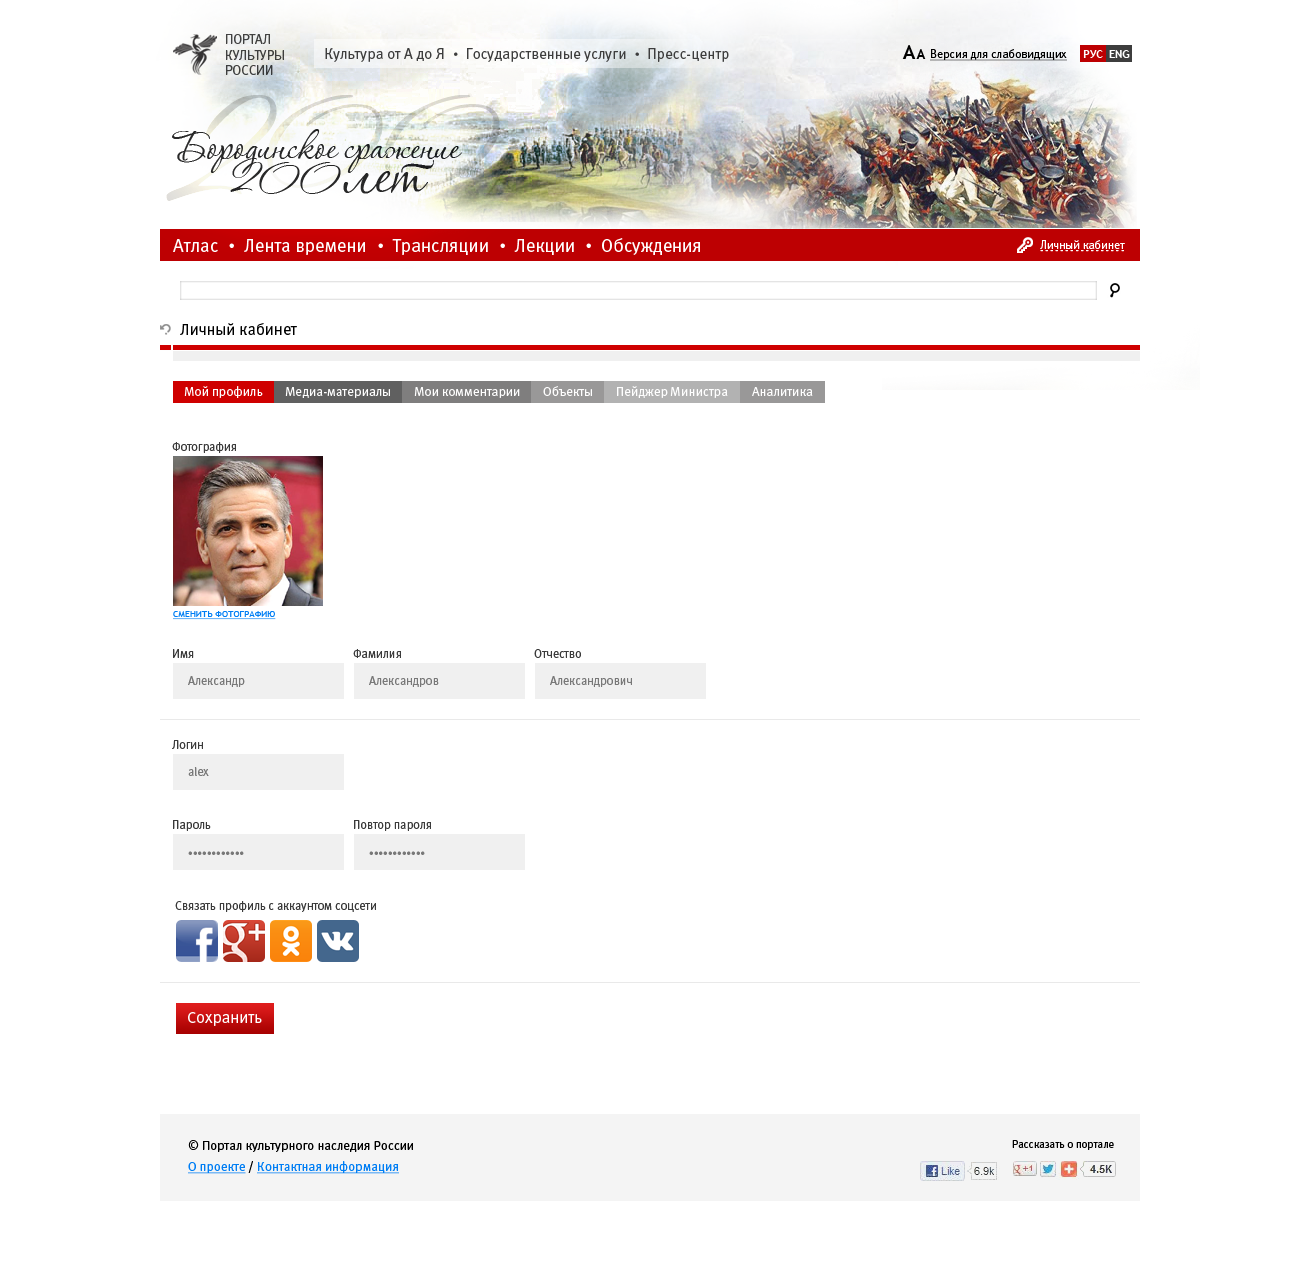 ПОРТАЛ
КУЛЬТУРЫ
РОССИИ
Культура от А до Я • Государственные услуги • Пресс-центр
АА Версия для слабовидящих РУС ENG
200
Бородинское сражение
200 лет
Атлас • Лента времени • Трансляции • Лекции • Обсуждения Личный кабинет
Личный кабинет
Мой профиль Медиа-материалы Мои комментарии Объекты Пейджер Министра Аналитика
Фотография
СМЕНИТЬ ФОТОГРАФИЮ
Имя Фамилия Отчество
Александр Александров Александрович
Логин
alex
Пароль Повтор пароля
•••••••••••• ••••••••••••
Связать профиль с аккаунтом соцсети
f g+ ok vк
Сохранить
© Портал культурного наследия России Рассказать о портале
О проекте / Контактная информация
f Like 6.9k g+1 4.5K